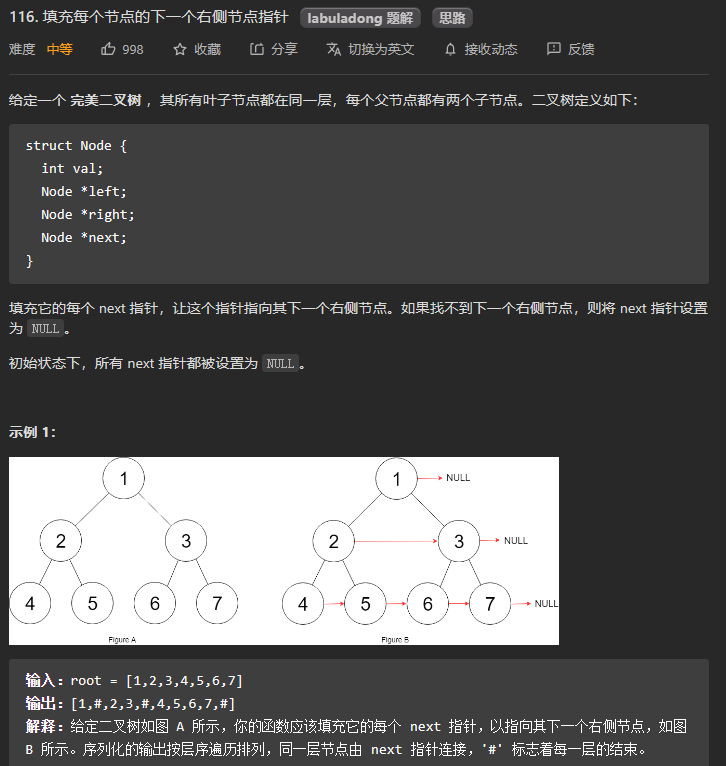 116. 填充每个节点的下一个右侧节点指针 labuladong 题解 思路
难度 中等 998 收藏 分享 切换为英文 接收动态 反馈
给定一个 完美二叉树 ，其所有叶子节点都在同一层，每个父节点都有两个子节点。二叉树定义如下：
struct Node {
  int val;
  Node *left;
  Node *right;
  Node *next;
}
填充它的每个 next 指针，让这个指针指向其下一个右侧节点。如果找不到下一个右侧节点，则将 next 指针设置
为 NULL。
初始状态下，所有 next 指针都被设置为 NULL。
示例 1：
1 1 NULL
2 3 2 3 NULL
4 5 6 7 4 5 6 7 NULL
Figure A Figure B
输入：root = [1,2,3,4,5,6,7]
输出：[1,#,2,3,#,4,5,6,7,#]
解释：给定二叉树如图 A 所示，你的函数应该填充它的每个 next 指针，以指向其下一个右侧节点，如图
B 所示。序列化的输出按层序遍历排列，同一层节点由 next 指针连接，'#' 标志着每一层的结束。